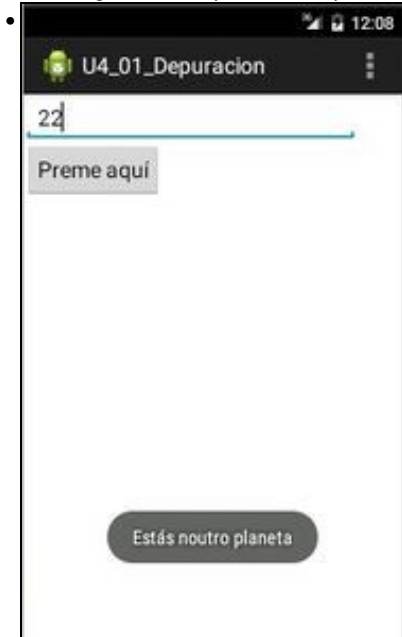 12:08
U4_01_Depuracion
22
Preme aquí
Estás noutro planeta